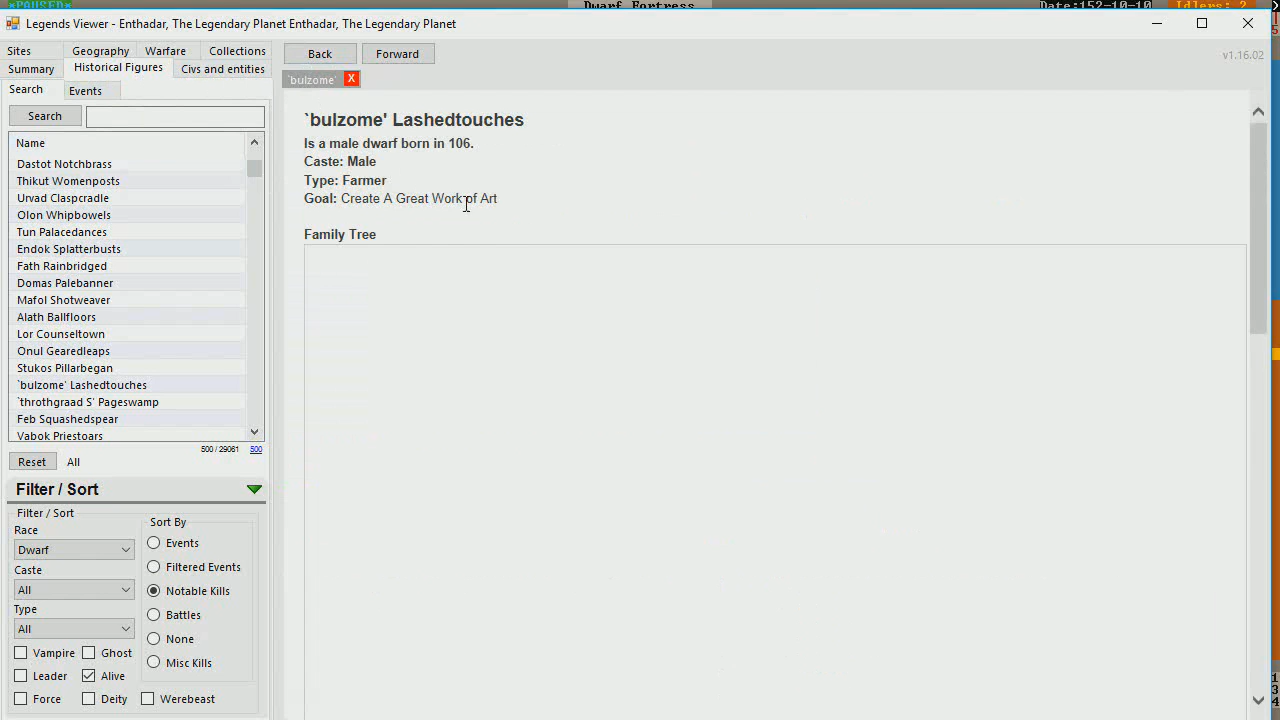 *PAUSED*
Dwarf Fortress
Date:152-10-10
Idlers: 2
Legends Viewer - Enthadar, The Legendary Planet Enthadar, The Legendary Planet
Sites Geography Warfare Collections
Summary Historical Figures Civs and entities
Search Events
Search
Back Forward
v1.16.02
`bulzome' X
Name
Dastot Notchbrass
Thikut Womenposts
Urvad Claspcradle
Olon Whipbowels
Tun Palacedances
Endok Splatterbusts
Fath Rainbridged
Domas Palebanner
Mafol Shotweaver
Alath Ballfloors
Lor Counseltown
Onul Gearedleaps
Stukos Pillarbegan
`bulzome' Lashedtouches
`throthgraad S' Pageswamp
Feb Squashedspear
Vabok Priestoars
500 / 29061 500
Reset All
Filter / Sort
Filter / Sort
Race
Dwarf
Caste
All
Type
All
Vampire Ghost
Leader Alive
Force Deity Werebeast
Sort By
Events
Filtered Events
Notable Kills
Battles
None
Misc Kills
`bulzome' Lashedtouches
Is a male dwarf born in 106.
Caste: Male
Type: Farmer
Goal: Create A Great Work of Art
Family Tree